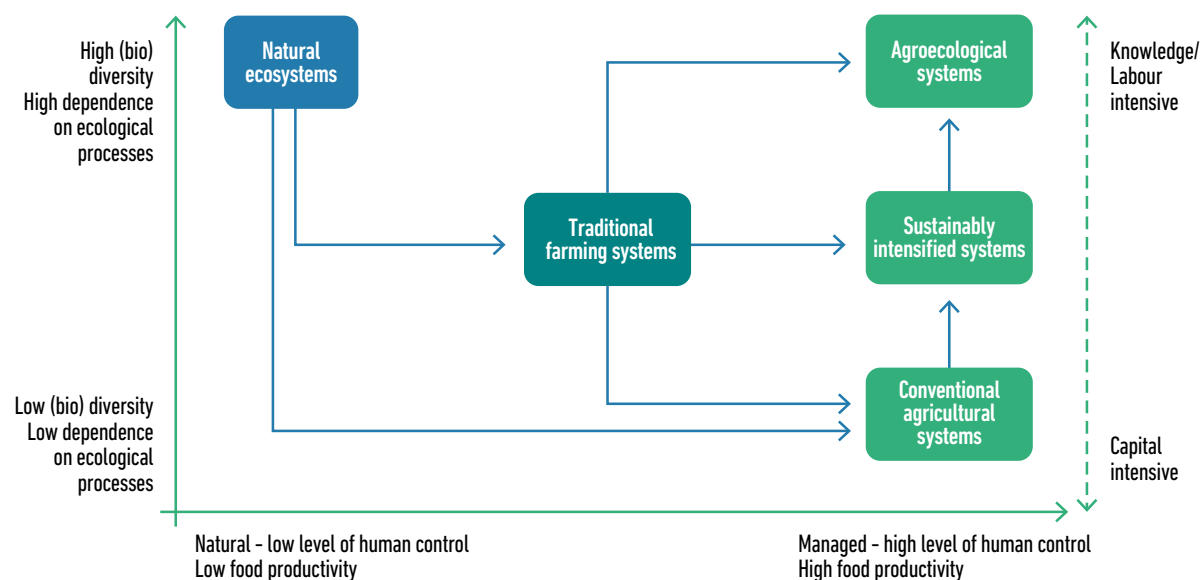 High (bio)
diversity
High dependence
on ecological
processes
Natural
ecosystems
Agroecological
systems
Knowledge/
Labour
intensive
Traditional
farming systems
Sustainably
intensified systems
Low (bio) diversity
Low dependence
on ecological
processes
Conventional
agricultural
systems
Capital
intensive
Natural - low level of human control
Low food productivity
Managed - high level of human control
High food productivity